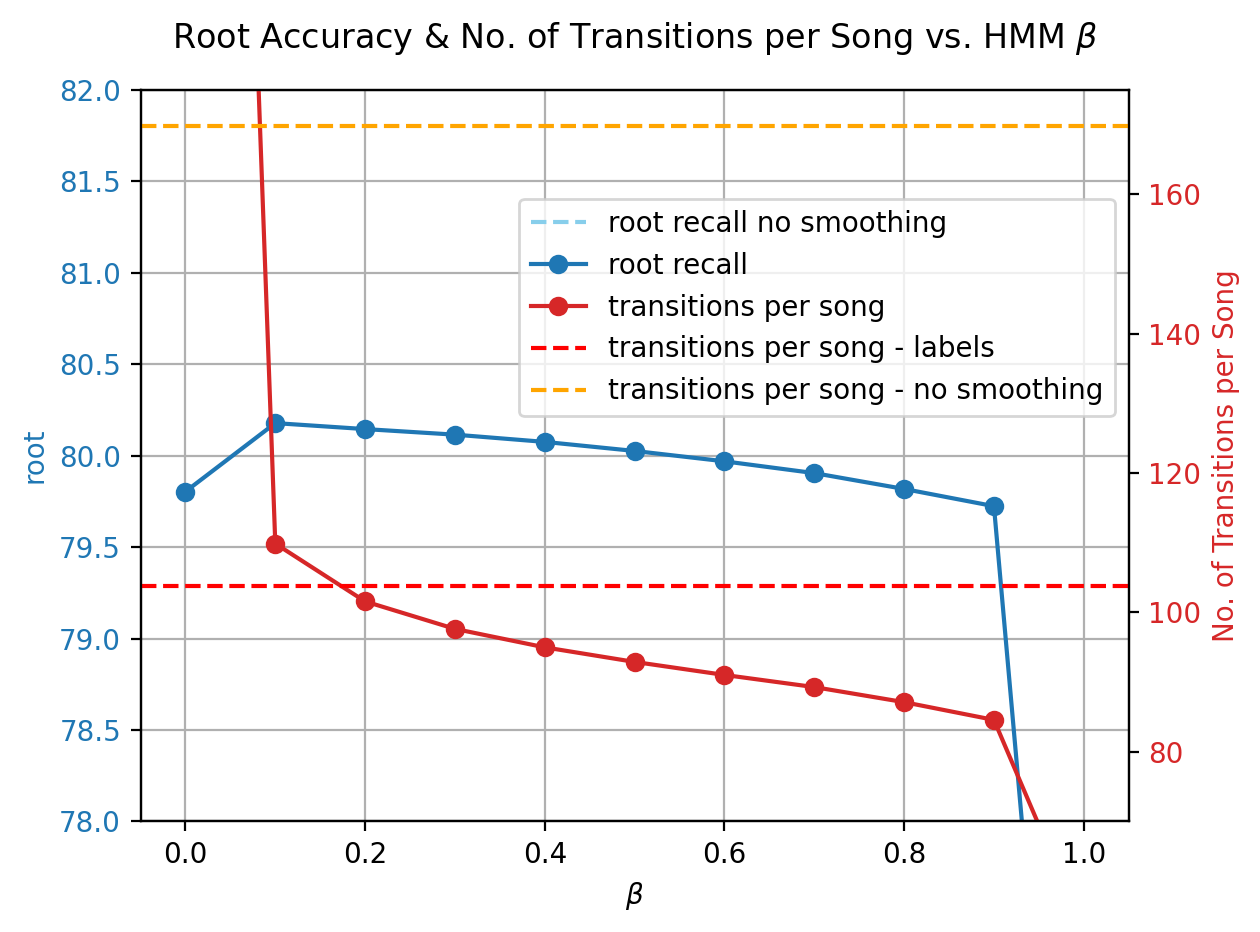 Root Accuracy & No. of Transitions per Song vs. HMM β
82.0
81.5
81.0
80.5
80.0
79.5
79.0
78.5
78.0
root
root recall no smoothing
root recall
transitions per song
transitions per song - labels
transitions per song - no smoothing
160
140
120
100
80
No. of Transitions per Song
0.0 0.2 0.4 0.6 0.8 1.0
β